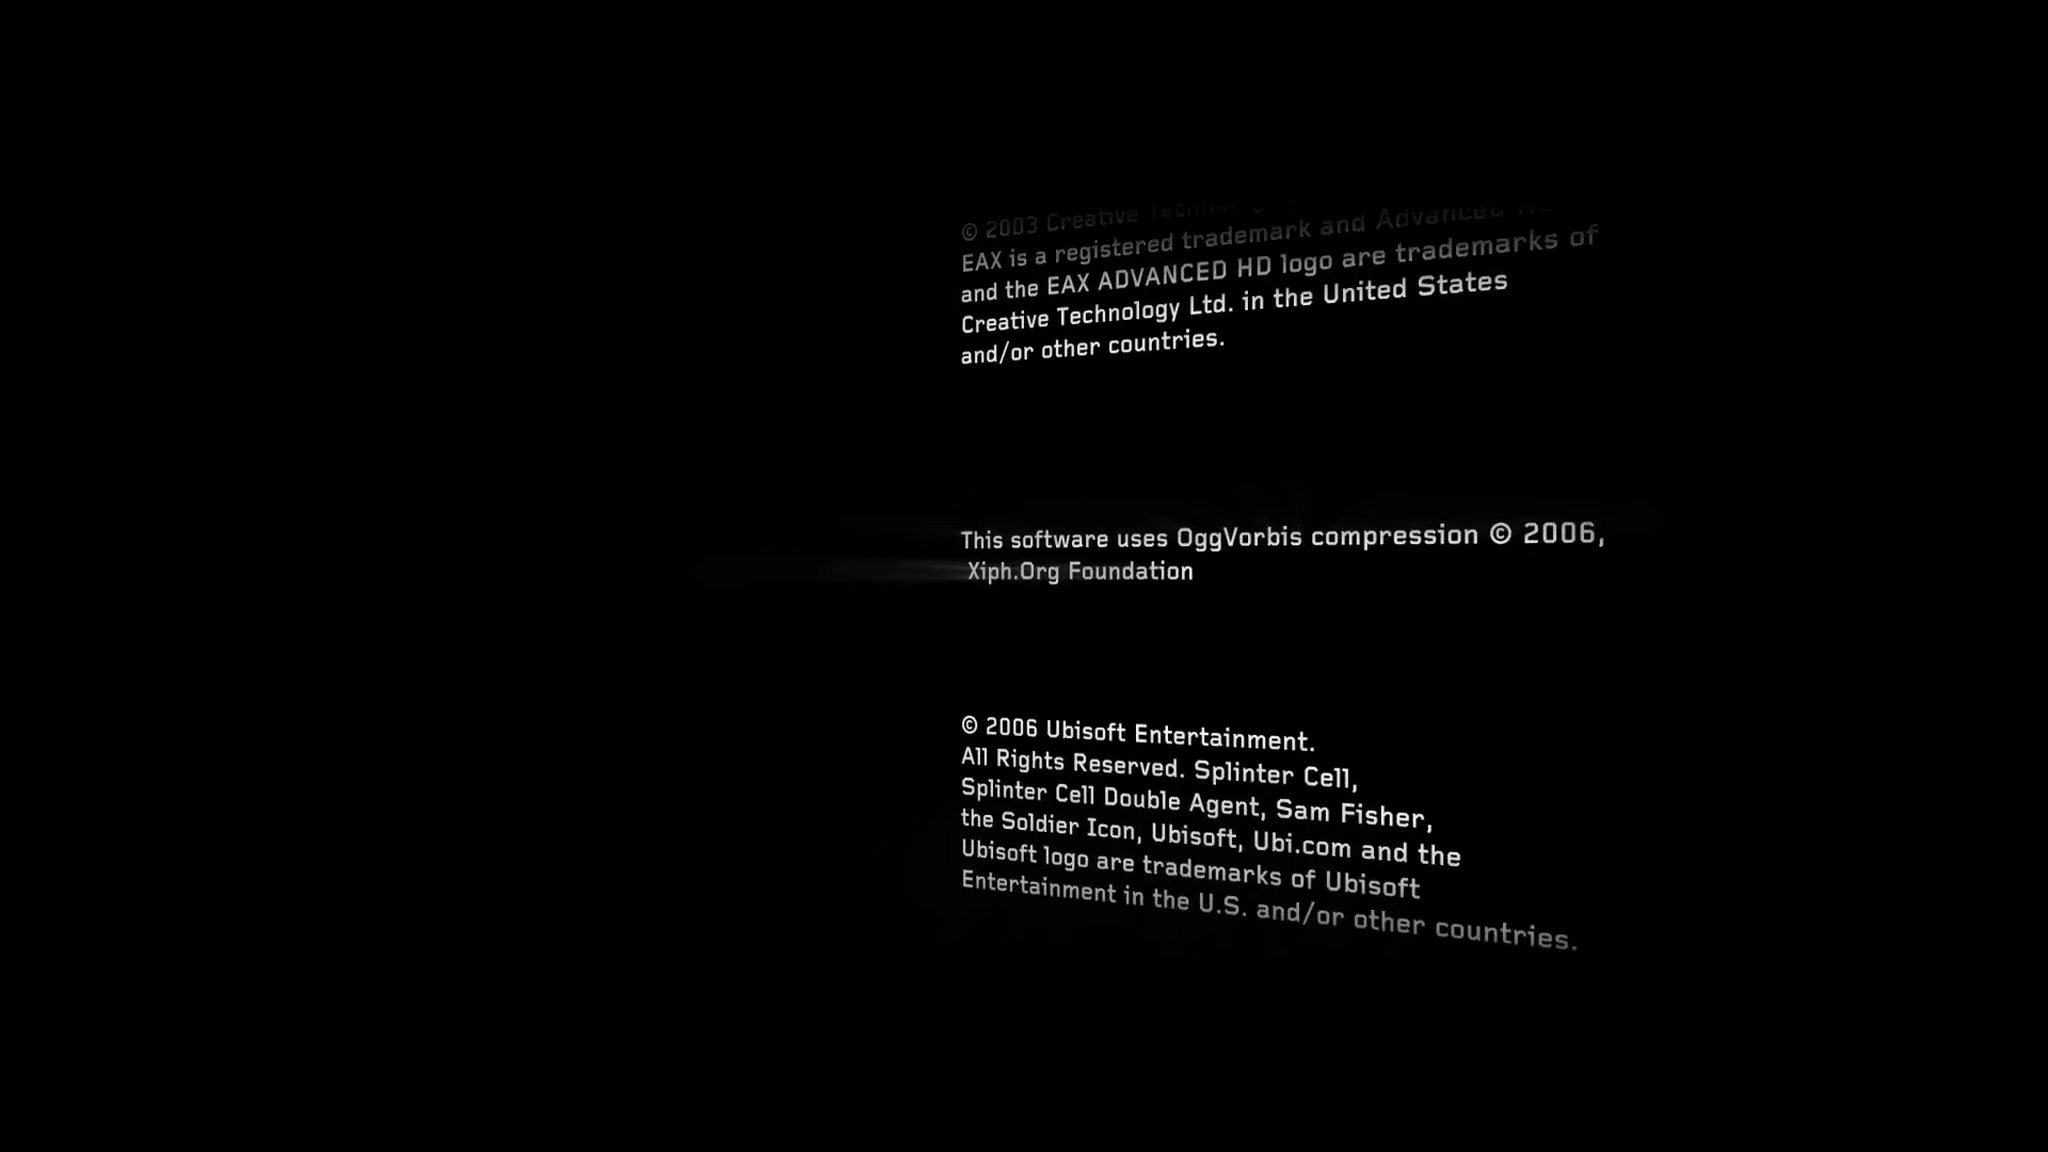 © 2003 Creative
EAX is a registered trademark and Advanced
and the EAX ADVANCED HD logo are trademarks of
Creative Technology Ltd. in the United States
and/or other countries.
This software uses OggVorbis compression © 2006,
Xiph.Org Foundation
© 2006 Ubisoft Entertainment.
All Rights Reserved. Splinter Cell,
Splinter Cell Double Agent, Sam Fisher,
the Soldier Icon, Ubisoft, Ubi.com and the
Ubisoft logo are trademarks of Ubisoft
Entertainment in the U.S. and/or other countries.